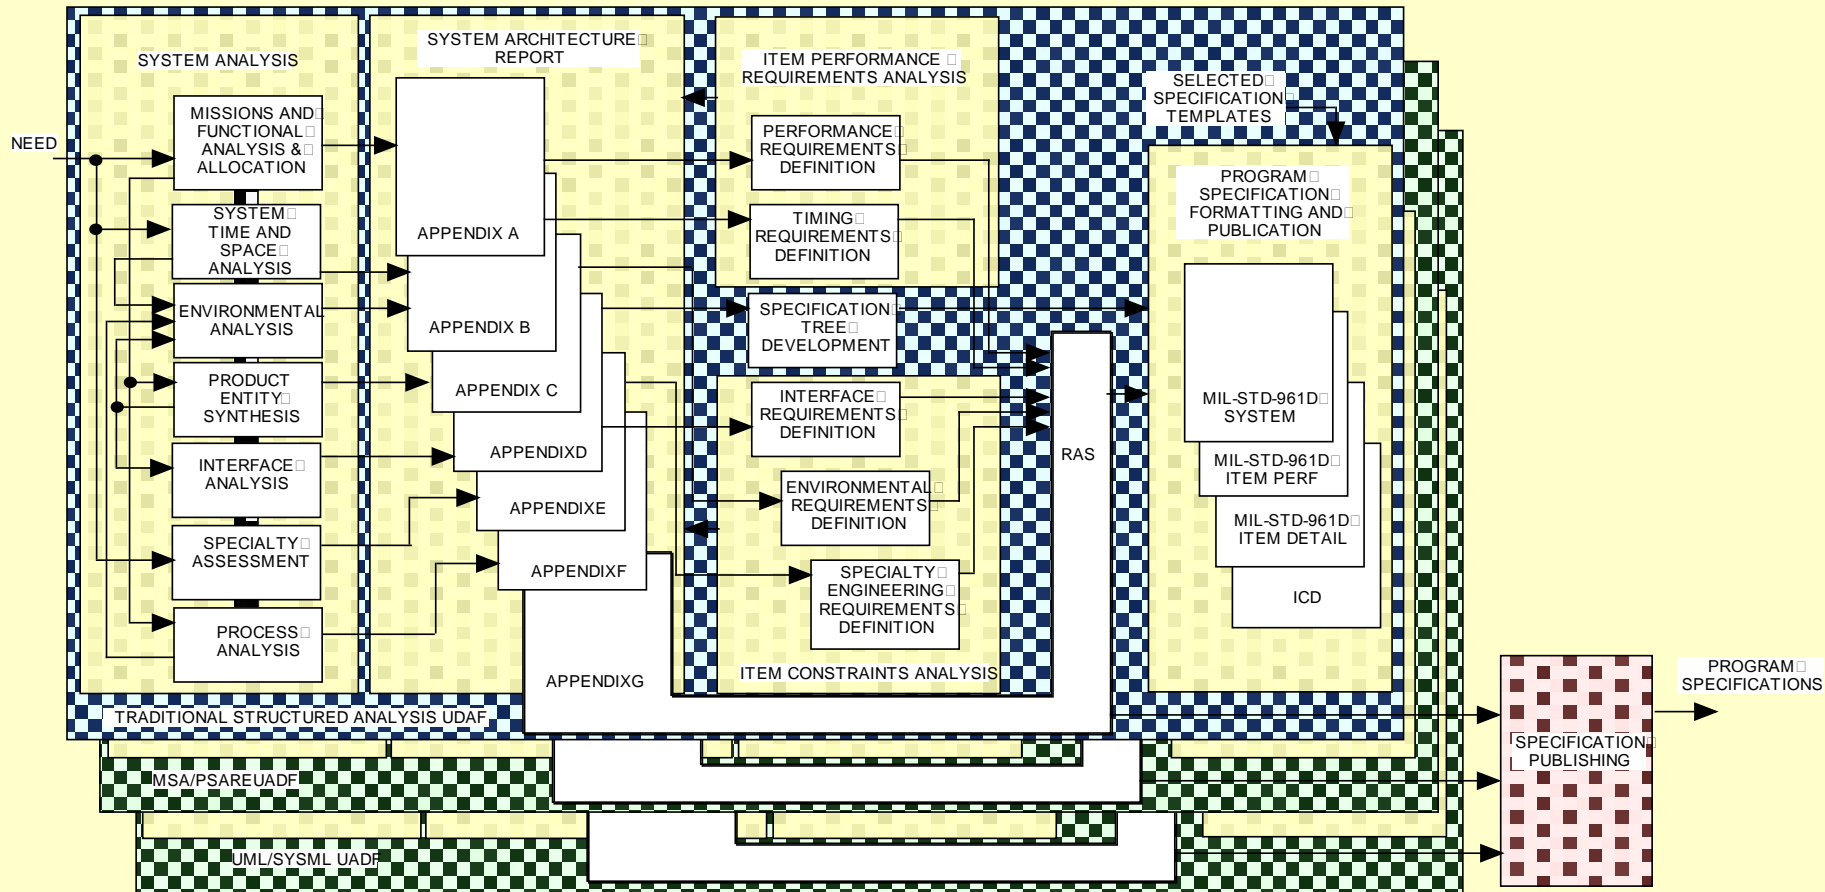 NEED
SYSTEM ANALYSIS
MISSIONS AND
FUNCTIONAL
ANALYSIS &
ALLOCATION
SYSTEM
TIME AND
SPACE
ANALYSIS
ENVIRONMENTAL
ANALYSIS
PRODUCT
ENTITY
SYNTHESIS
INTERFACE
ANALYSIS
SPECIALTY
ASSESSMENT
PROCESS
ANALYSIS
SYSTEM ARCHITECTURE
REPORT
APPENDIX A
APPENDIX B
APPENDIX C
APPENDIXD
APPENDIXE
APPENDIXF
APPENDIXG
ITEM PERFORMANCE
REQUIREMENTS ANALYSIS
PERFORMANCE
REQUIREMENTS
DEFINITION
TIMING
REQUIREMENTS
DEFINITION
SPECIFICATION
TREE
DEVELOPMENT
INTERFACE
REQUIREMENTS
DEFINITION
ENVIRONMENTAL
REQUIREMENTS
DEFINITION
SPECIALTY
ENGINEERING
REQUIREMENTS
DEFINITION
ITEM CONSTRAINTS ANALYSIS
RAS
SELECTED
SPECIFICATION
TEMPLATES
PROGRAM
SPECIFICATION
FORMATTING AND
PUBLICATION
MIL-STD-961D
SYSTEM
MIL-STD-961D
ITEM PERF
MIL-STD-961D
ITEM DETAIL
ICD
TRADITIONAL STRUCTURED ANALYSIS UDAF
MSA/PSAREUADF
UML/SYSML UADF
SPECIFICATION
PUBLISHING
PROGRAM
SPECIFICATIONS